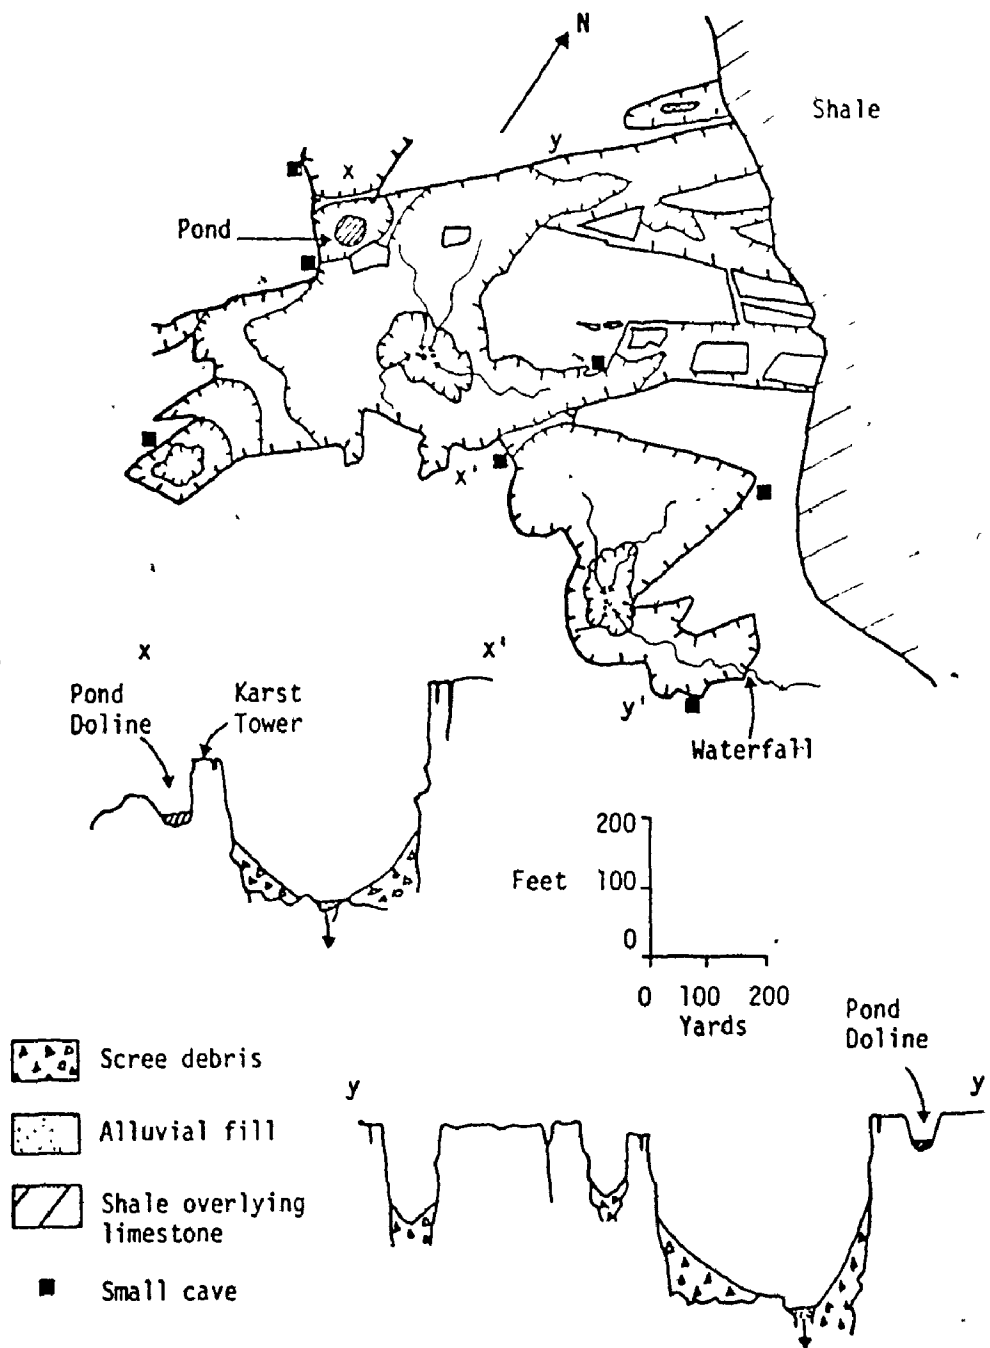 N
Shale
y
x
Pond
x'
y'
Waterfall
x
x'
Pond
Doline
Karst
Tower
200
Feet 100
0
0 100 200
Yards
Pond
Doline
y
y
Scree debris
Alluvial fill
Shale overlying
limestone
Small cave